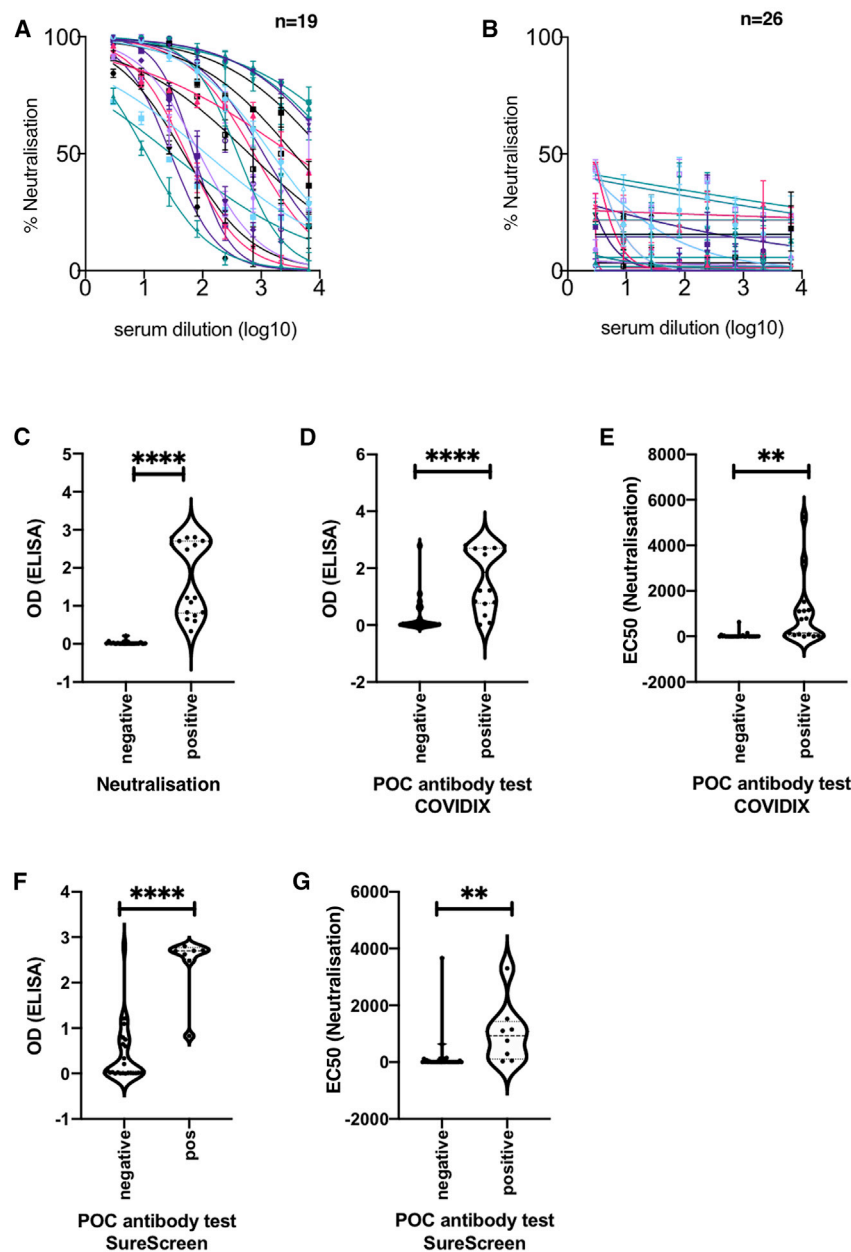 A
n=19
100
50
0
% Neutralisation
0 1 2 3 4
serum dilution (log10)
B
n=26
100
50
0
% Neutralisation
0 1 2 3 4
serum dilution (log10)
C
****
5
4
3
2
1
0
-1
OD (ELISA)
negative
positive
Neutralisation
D
****
6
4
2
0
-2
OD (ELISA)
negative
positive
POC antibody test
COVIDIX
E
**
8000
6000
4000
2000
0
-2000
EC50 (Neutralisation)
negative
positive
POC antibody test
COVIDIX
F
****
4
3
2
1
0
-1
OD (ELISA)
negative
pos
POC antibody test
SureScreen
G
**
6000
4000
2000
0
-2000
EC50 (Neutralisation)
negative
positive
POC antibody test
SureScreen